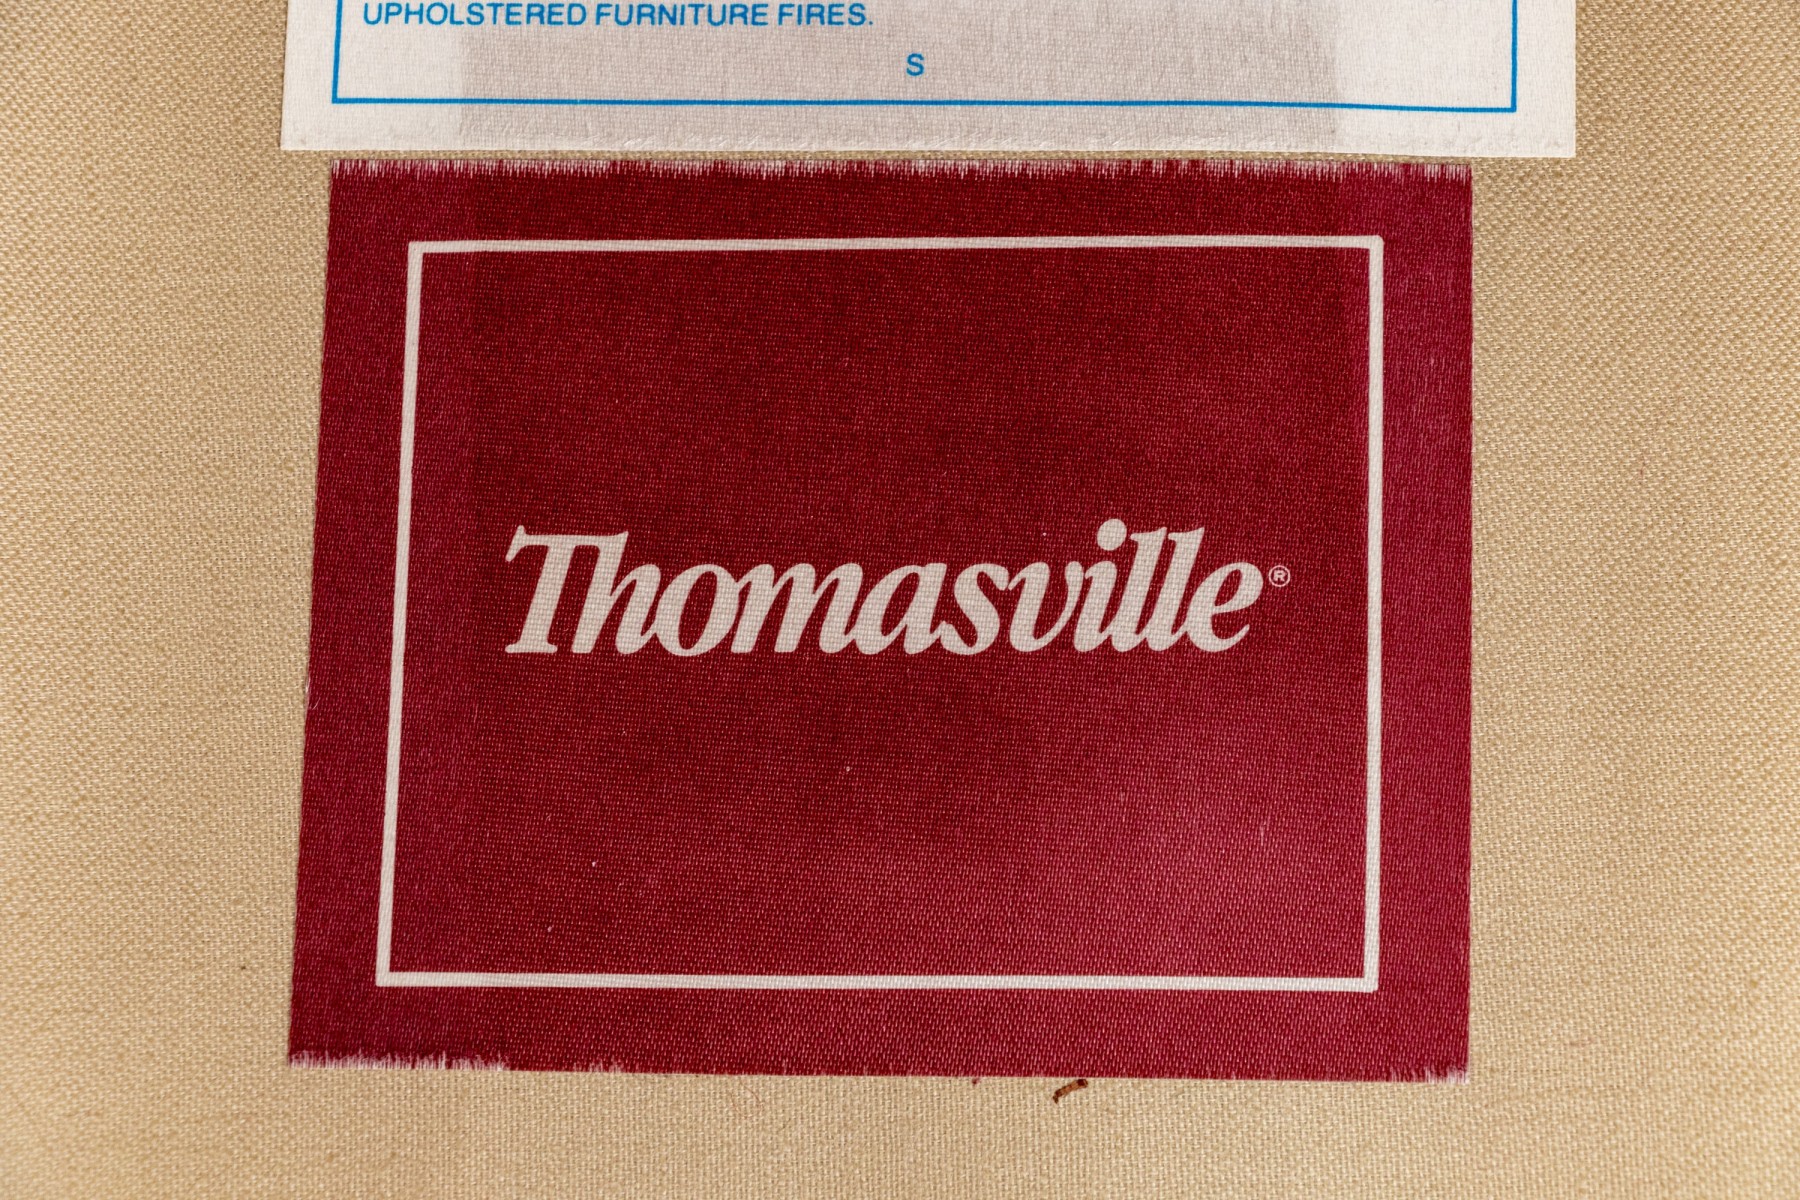 UPHOLSTERED FURNITURE FIRES.
S
Thomasville®